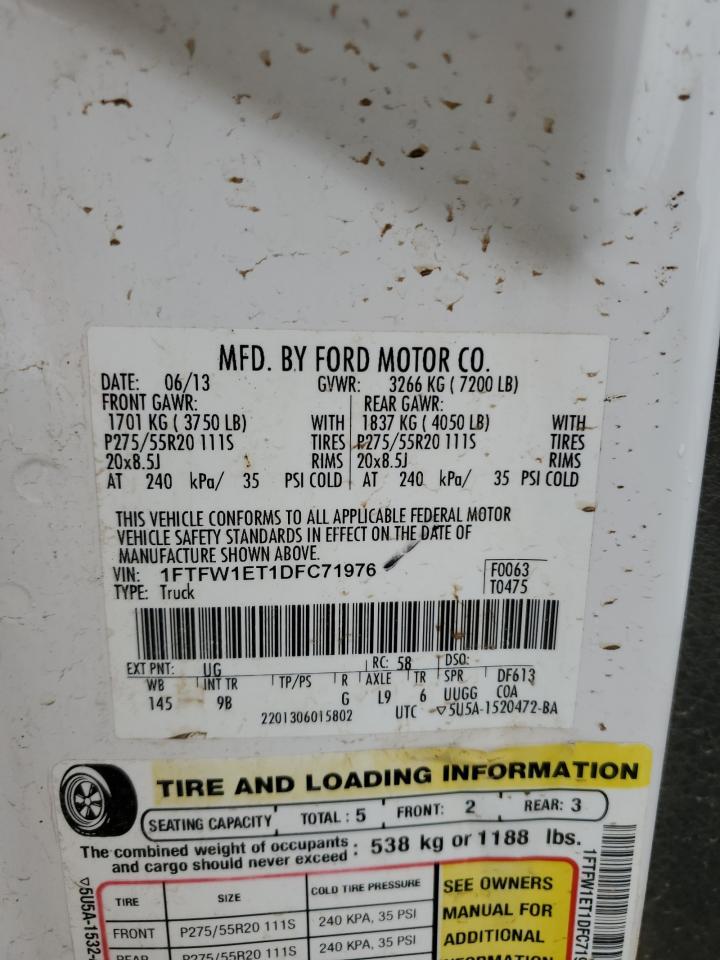 MFD. BY FORD MOTOR CO.
DATE: 06/13 GVWR: 3266 KG ( 7200 LB)
FRONT GAWR: REAR GAWR:
1701 KG ( 3750 LB) WITH 1837 KG ( 4050 LB) WITH
P275/55R20 111S TIRES P275/55R20 111S TIRES
20x8.5J RIMS 20x8.5J RIMS
AT 240 kPa/ 35 PSI COLD AT 240 kPa/ 35 PSI COLD
THIS VEHICLE CONFORMS TO ALL APPLICABLE FEDERAL MOTOR
VEHICLE SAFETY STANDARDS IN EFFECT ON THE DATE OF
MANUFACTURE SHOWN ABOVE.
VIN: 1FTFW1ET1DFC71976 F0063
TYPE: Truck T0475
EXT PNT: UG RC: 58 DSO:
WB INT TR TP/PS R AXLE TR SPR DF613
145 9B G L9 6 UUGG COA
2201306015802 UTC ▽5U5A-1520472-BA
TIRE AND LOADING INFORMATION
SEATING CAPACITY TOTAL : 5 FRONT: 2 REAR: 3
The combined weight of occupants
and cargo should never exceed : 538 kg or 1188 lbs.
TIRE SIZE COLD TIRE PRESSURE SEE OWNERS
MANUAL FOR
FRONT P275/55R20 111S 240 KPA, 35 PSI ADDITIONAL
REAR P275/55R20 111S 240 KPA, 35 PSI INFORMATION
▽5U5A-1532-
1FTFW1ET1DFC719